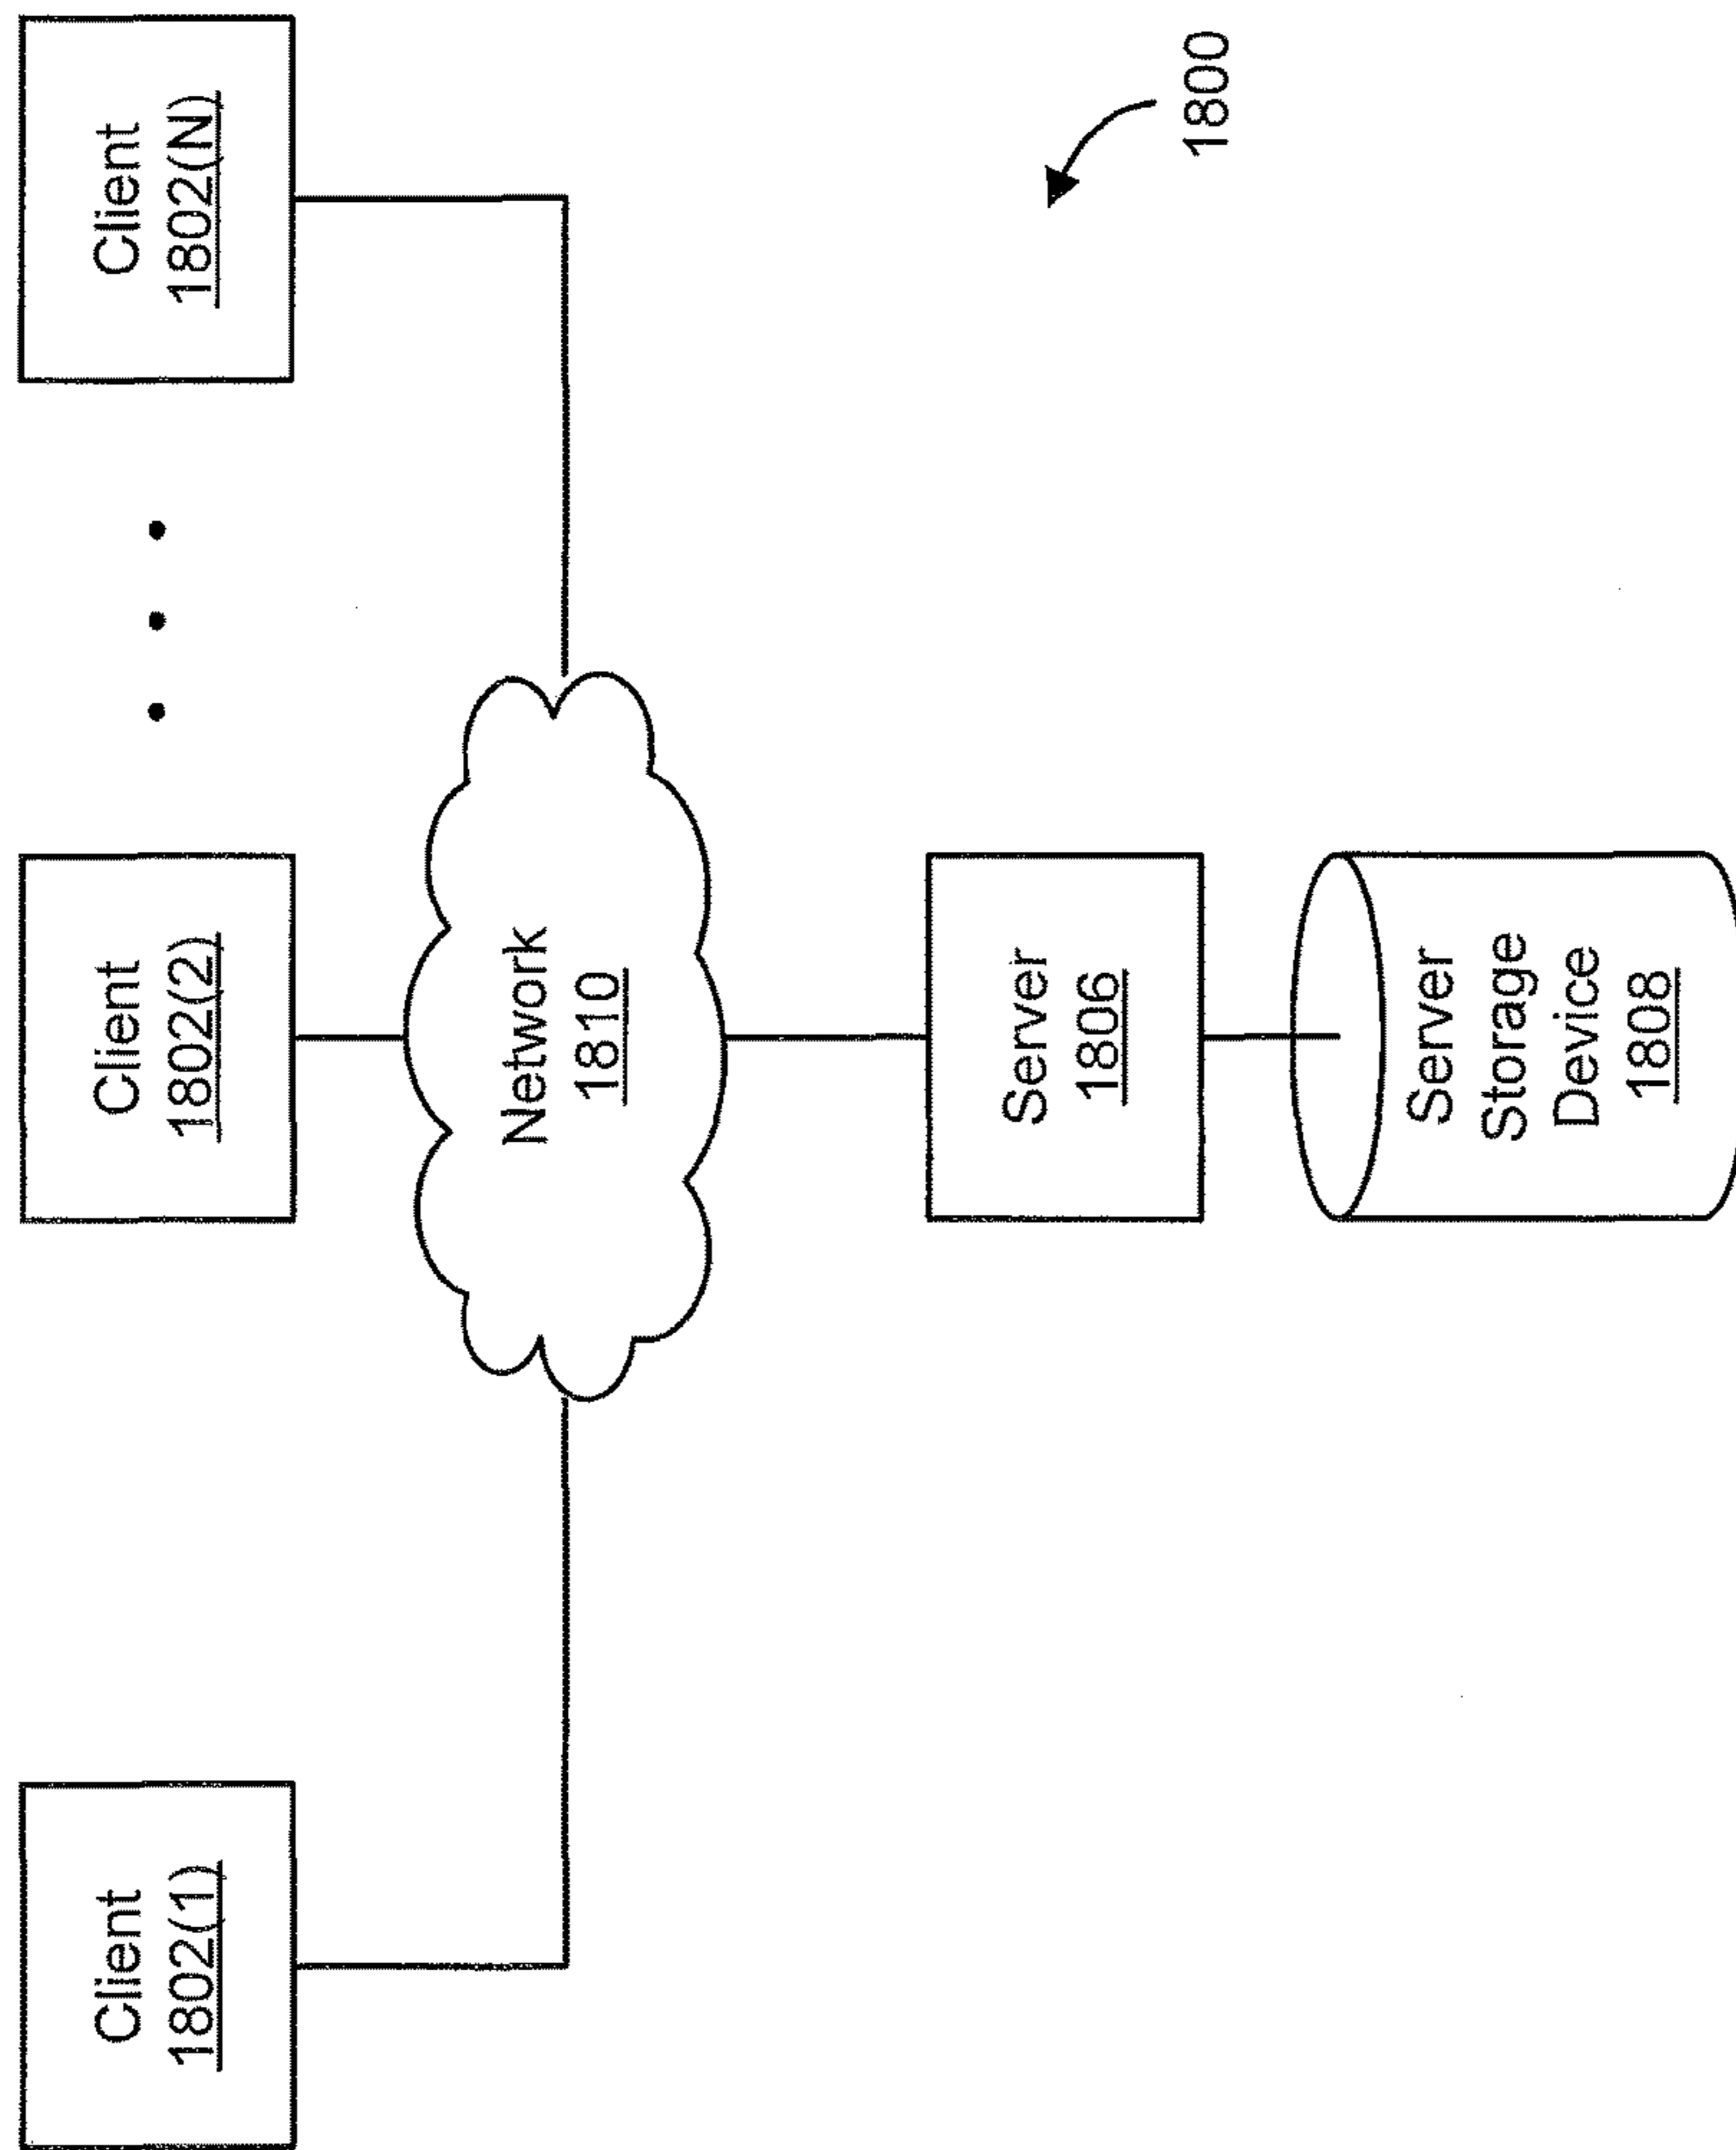 Client
1802(1)
Client
1802(2)
Client
1802(N)
Network
1810
Server
1806
Server
Storage
Device
1808
1800